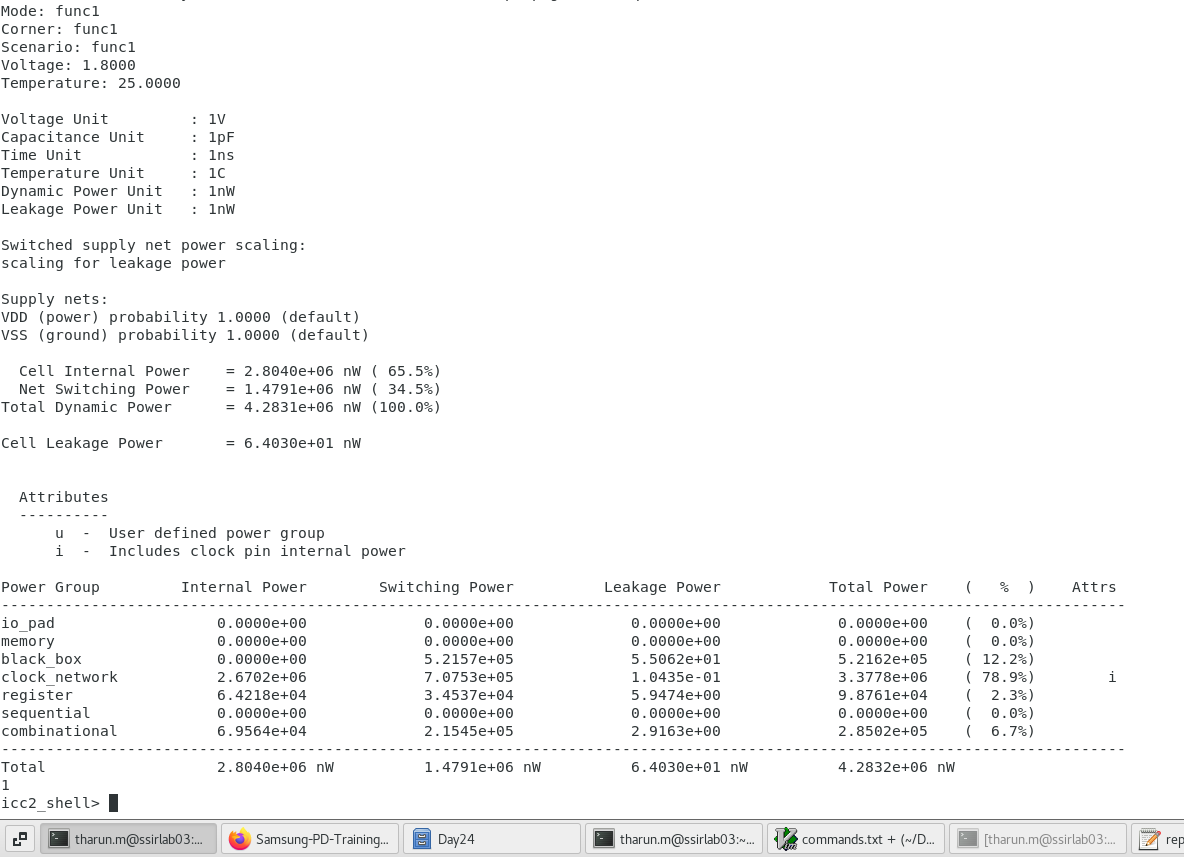 Mode: func1
Corner: func1
Scenario: func1
Voltage: 1.8000
Temperature: 25.0000
Voltage Unit : 1V
Capacitance Unit : 1pF
Time Unit : 1ns
Temperature Unit : 1C
Dynamic Power Unit : 1nW
Leakage Power Unit : 1nW
Switched supply net power scaling:
scaling for leakage power
Supply nets:
VDD (power) probability 1.0000 (default)
VSS (ground) probability 1.0000 (default)
Cell Internal Power = 2.8040e+06 nW ( 65.5%)
Net Switching Power = 1.4791e+06 nW ( 34.5%)
Total Dynamic Power = 4.2831e+06 nW (100.0%)
Cell Leakage Power = 6.4030e+01 nW
Attributes
----------
u - User defined power group
i - Includes clock pin internal power
Power Group Internal Power Switching Power Leakage Power Total Power ( % ) Attrs
-----------------------------------------------------------------------------------------------------------------------------
io_pad 0.0000e+00 0.0000e+00 0.0000e+00 0.0000e+00 ( 0.0%)
memory 0.0000e+00 0.0000e+00 0.0000e+00 0.0000e+00 ( 0.0%)
black_box 0.0000e+00 5.2157e+05 5.5062e+01 5.2162e+05 ( 12.2%)
clock_network 2.6702e+06 7.0753e+05 1.0435e-01 3.3778e+06 ( 78.9%) i
register 6.4218e+04 3.4537e+04 5.9474e+00 9.8761e+04 ( 2.3%)
sequential 0.0000e+00 0.0000e+00 0.0000e+00 0.0000e+00 ( 0.0%)
combinational 6.9564e+04 2.1545e+05 2.9163e+00 2.8502e+05 ( 6.7%)
-----------------------------------------------------------------------------------------------------------------------------
Total 2.8040e+06 nW 1.4791e+06 nW 6.4030e+01 nW 4.2832e+06 nW
1
icc2_shell>
tharun.m@ssirlab03:... Samsung-PD-Training... Day24 tharun.m@ssirlab03:~... commands.txt + (~/D... [tharun.m@ssirlab03:... rep